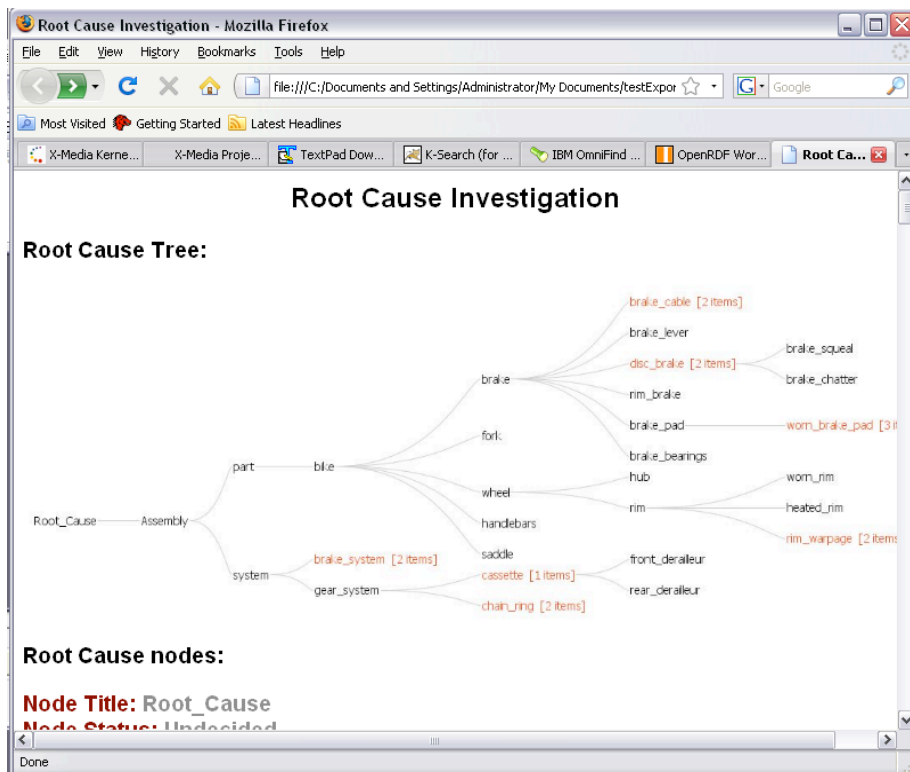 Root Cause Investigation - Mozilla Firefox
File Edit View History Bookmarks Tools Help
file:///C:/Documents and Settings/Administrator/My Documents/testExpor
G Google
Most Visited Getting Started Latest Headlines
X-Media Kerne... X-Media Proje... TextPad Dow... K-Search (for ... IBM OmniFind ... OpenRDF Wor... Root Ca...
Root Cause Investigation
Root Cause Tree:
brake_cable [2 items]
brake_lever
brake_squeal
disc_brake [2 items]
brake brake_chatter
rim_brake
brake_pad worn_brake_pad [3 it
fork
brake_bearings
part bike hub worn_rim
wheel
rim heated_rim
Root_Cause Assembly handlebars
rim_warpage [2 items
saddle
brake_system [2 items] front_derailleur
system cassette [1 items]
gear_system rear_derailleur
chain_ring [2 items]
Root Cause nodes:
Node Title: Root_Cause
Node Status: Undecided
Done